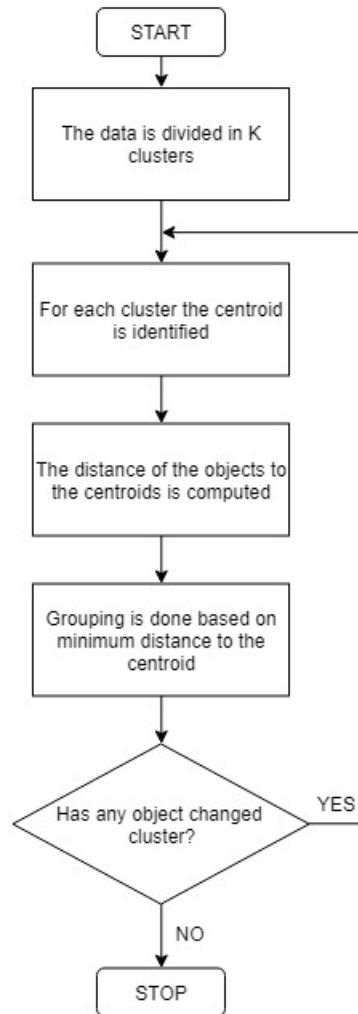 START
The data is divided in K
clusters
For each cluster the centroid
is identified
The distance of the objects to
the centroids is computed
Grouping is done based on
minimum distance to the
centroid
Has any object changed
cluster?
YES
NO
STOP